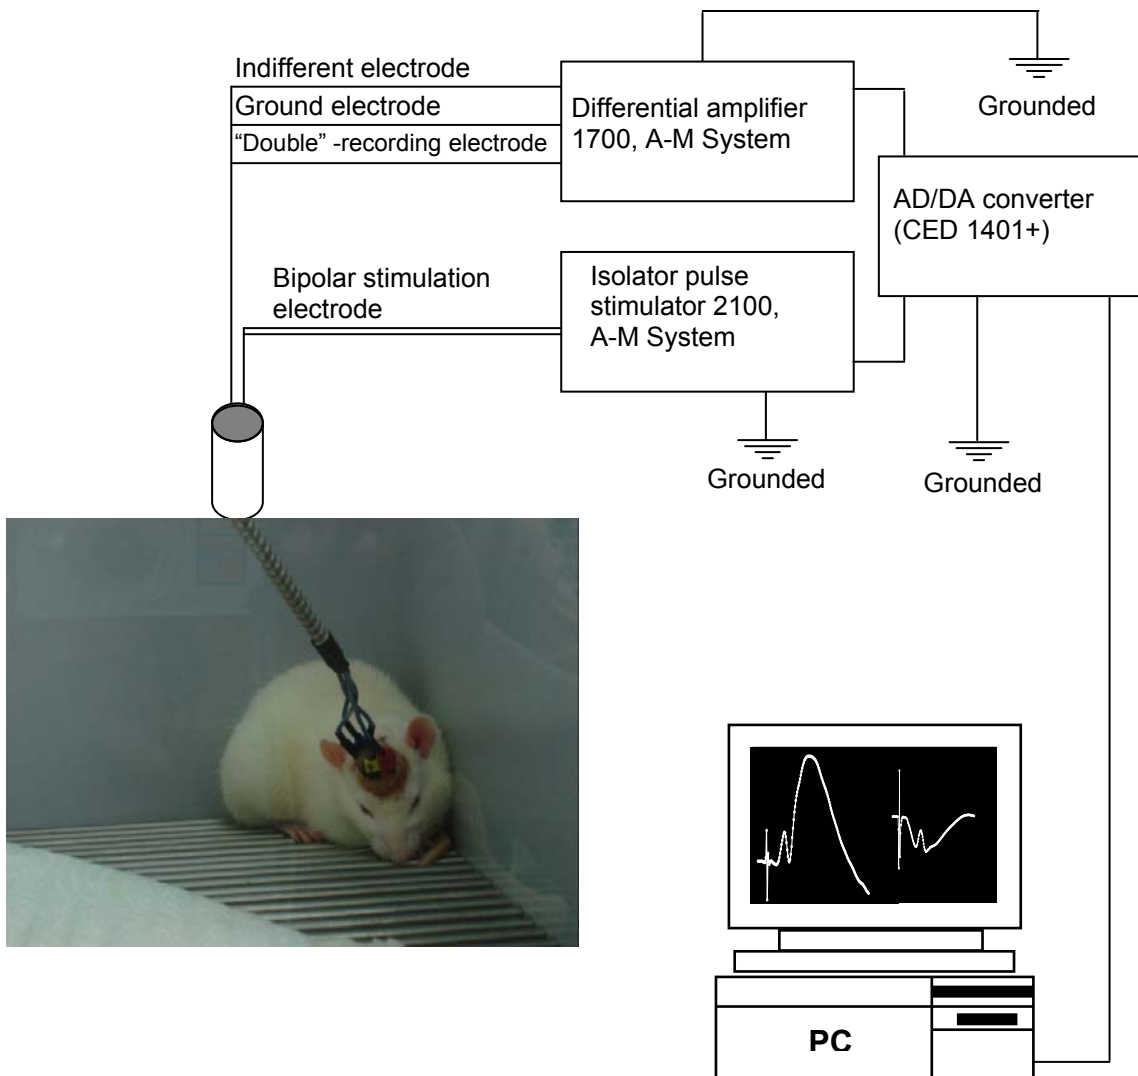 Indifferent electrode
Ground electrode
“Double” -recording electrode
Differential amplifier
1700, A-M System
Grounded
AD/DA converter
(CED 1401+)
Bipolar stimulation
electrode
Isolator pulse
stimulator 2100,
A-M System
Grounded
Grounded
PC